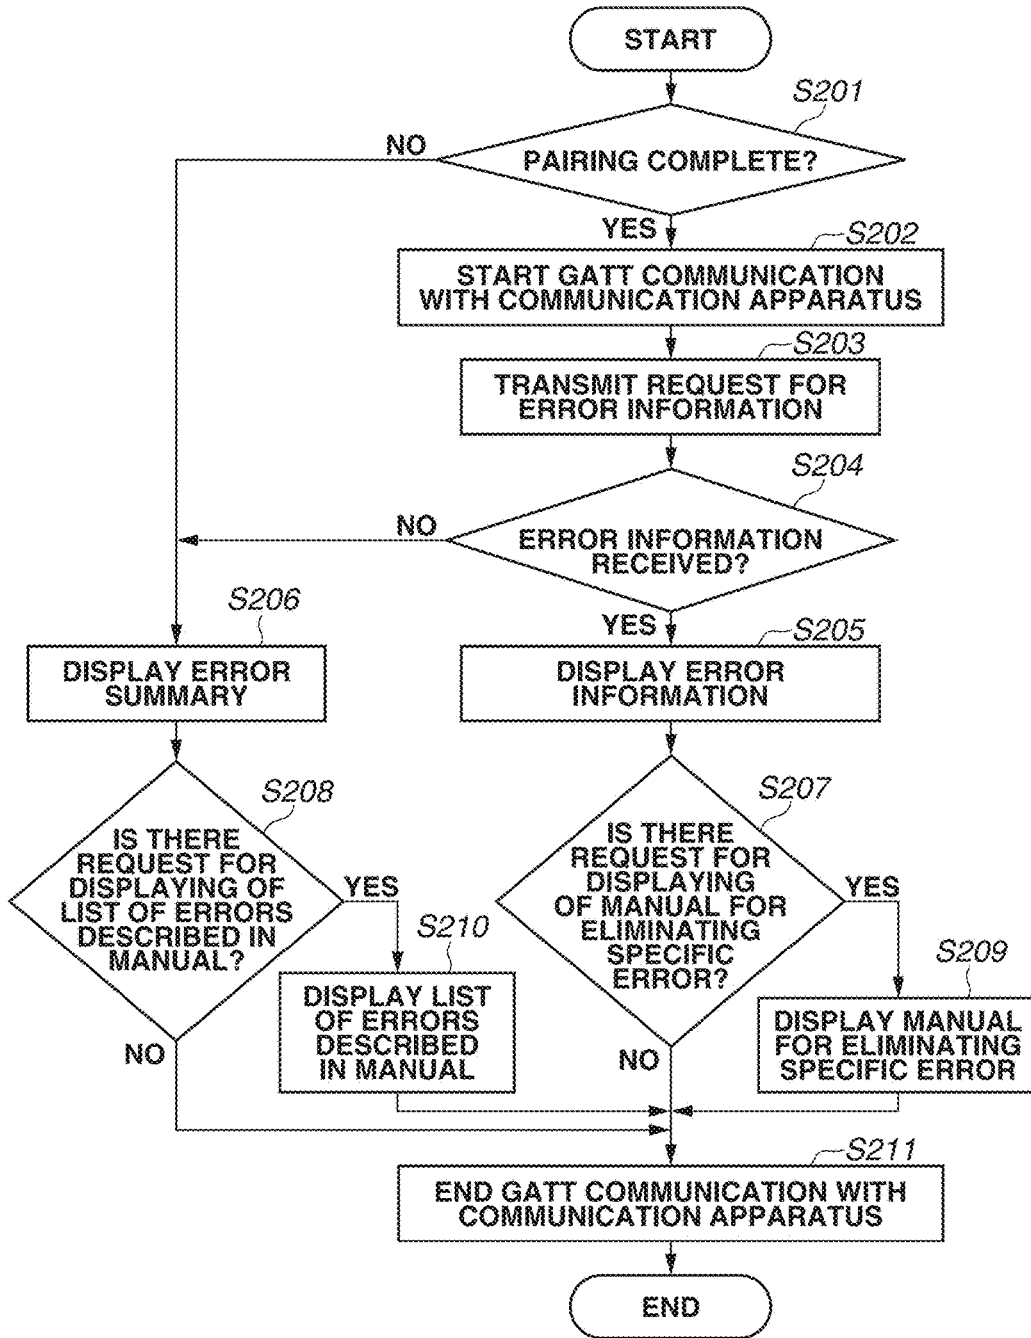 START
S201
NO
PAIRING COMPLETE?
YES
S202
START GATT COMMUNICATION
WITH COMMUNICATION APPARATUS
S203
TRANSMIT REQUEST FOR
ERROR INFORMATION
S204
NO
ERROR INFORMATION
RECEIVED?
S206
YES
S205
DISPLAY ERROR
SUMMARY
DISPLAY ERROR
INFORMATION
S208
IS THERE
REQUEST FOR
DISPLAYING OF
LIST OF ERRORS
DESCRIBED IN
MANUAL?
YES
S210
DISPLAY LIST
OF ERRORS
DESCRIBED
IN MANUAL
NO
S207
IS THERE
REQUEST FOR
DISPLAYING
OF MANUAL FOR
ELIMINATING
SPECIFIC
ERROR?
YES
S209
DISPLAY MANUAL
FOR ELIMINATING
SPECIFIC ERROR
NO
S211
END GATT COMMUNICATION WITH
COMMUNICATION APPARATUS
END